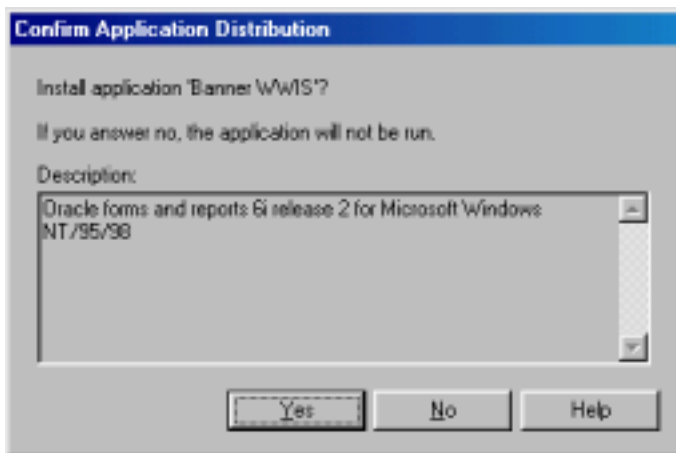 Confirm Application Distribution
Install application 'Banner WWIS'?
If you answer no, the application will not be run.
Description:
Oracle forms and reports 6i release 2 for Microsoft Windows
NT/95/98
Yes
No
Help